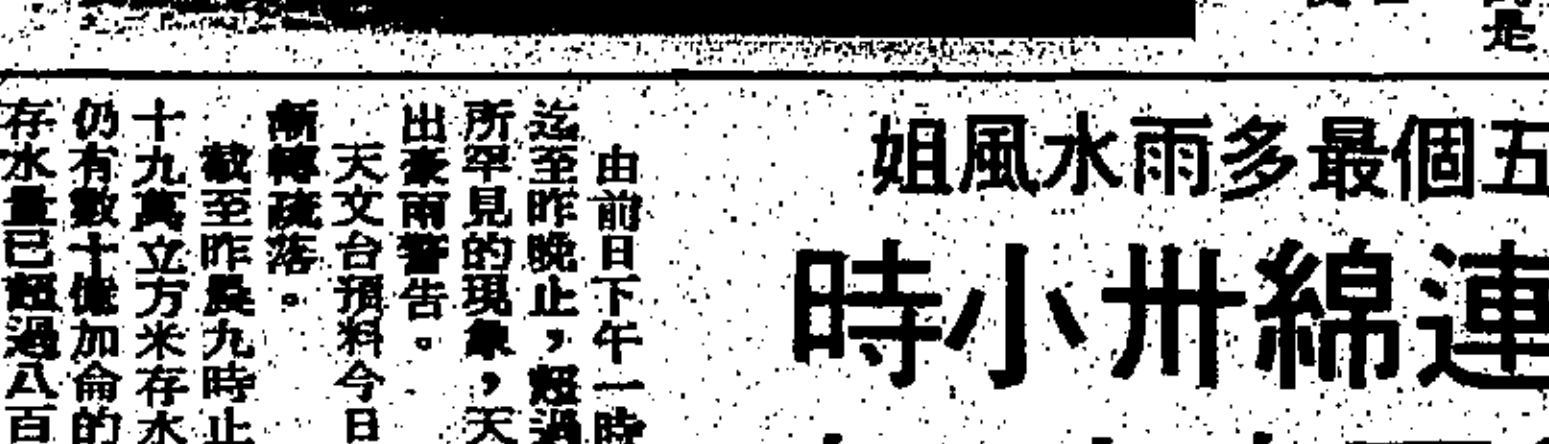 是
五個最多雨水風姐
連綿卅小時
由前日下午一時
迄至昨晚止，超過
所罕見的現象，天
出豪雨警告。
天文台預料今日
漸轉疏落。
截至昨晨九時止
十九萬立方米存水
仍有數十億加侖的
存水量已超過八百